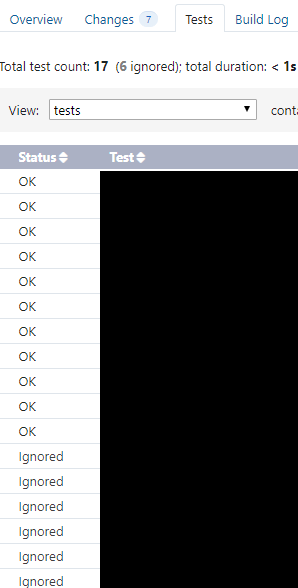 Overview Changes 7 Tests Build Log
Total test count: 17 (6 ignored); total duration: < 1s
View: tests conta
Status Test
OK
OK
OK
OK
OK
OK
OK
OK
OK
OK
OK
Ignored
Ignored
Ignored
Ignored
Ignored
Ignored